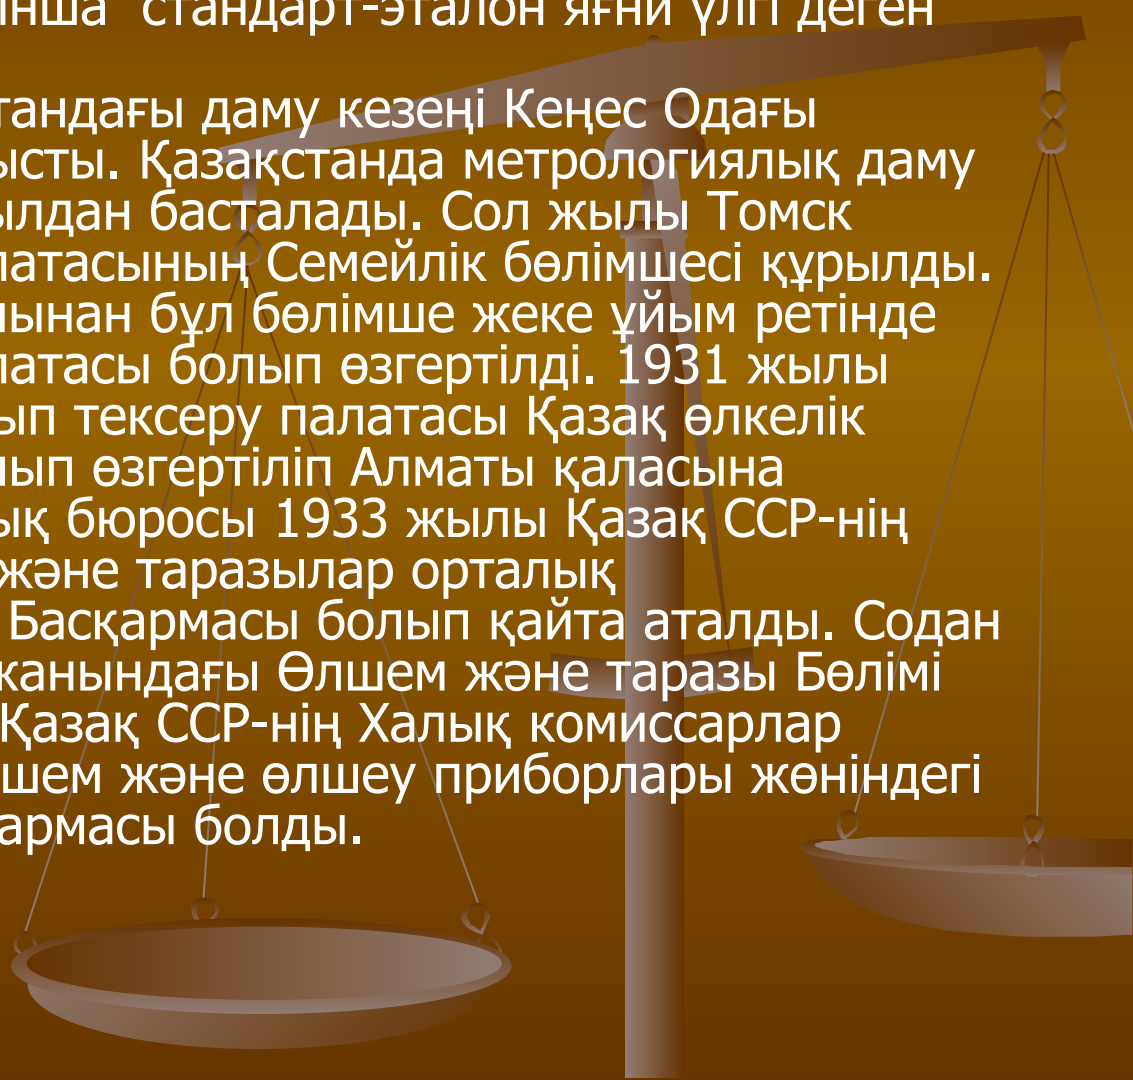 ынша стандарт-эталон яғни үлгі деген
тандағы даму кезеңі Кеңес Одағы
ысты. Қазақстанда метрологиялық даму
ылдан басталады. Сол жылы Томск
латасының Семейлік бөлімшесі құрылды.
нынан бұл бөлімше жеке ұйым ретінде
латасы болып өзгертілді. 1931 жылы
ып тексеру палатасы Қазақ өлкелік
лып өзгертіліп Алматы қаласына
ық бюросы 1933 жылы Қазақ ССР-нің
және таразылар орталық
Басқармасы болып қайта аталды. Содан
жанындағы Өлшем және таразы Бөлімі
Қазақ ССР-нің Халық комиссарлар
шем және өлшеу приборлары жөніндегі
армасы болды.